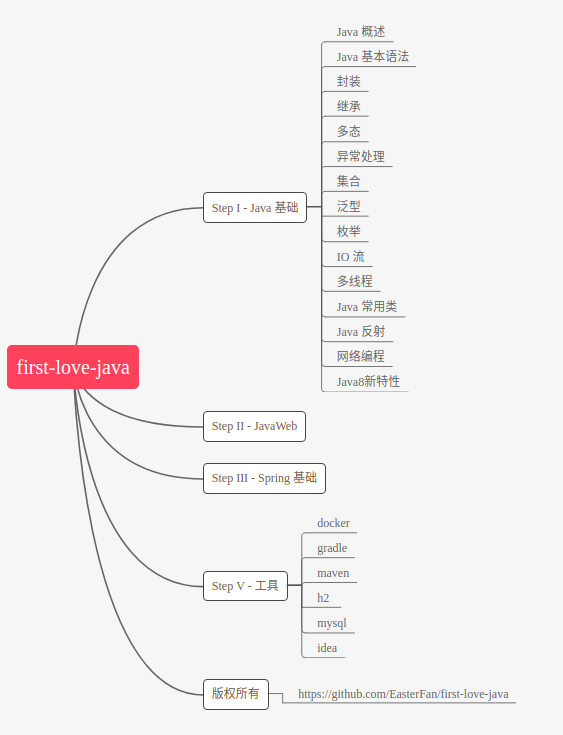 first-love-java
Step I - Java 基础
Java 概述
Java 基本语法
封装
继承
多态
异常处理
集合
泛型
枚举
IO 流
多线程
Java 常用类
Java 反射
网络编程
Java8新特性
Step II - JavaWeb
Step III - Spring 基础
Step V - 工具
docker
gradle
maven
h2
mysql
idea
版权所有
https://github.com/EasterFan/first-love-java